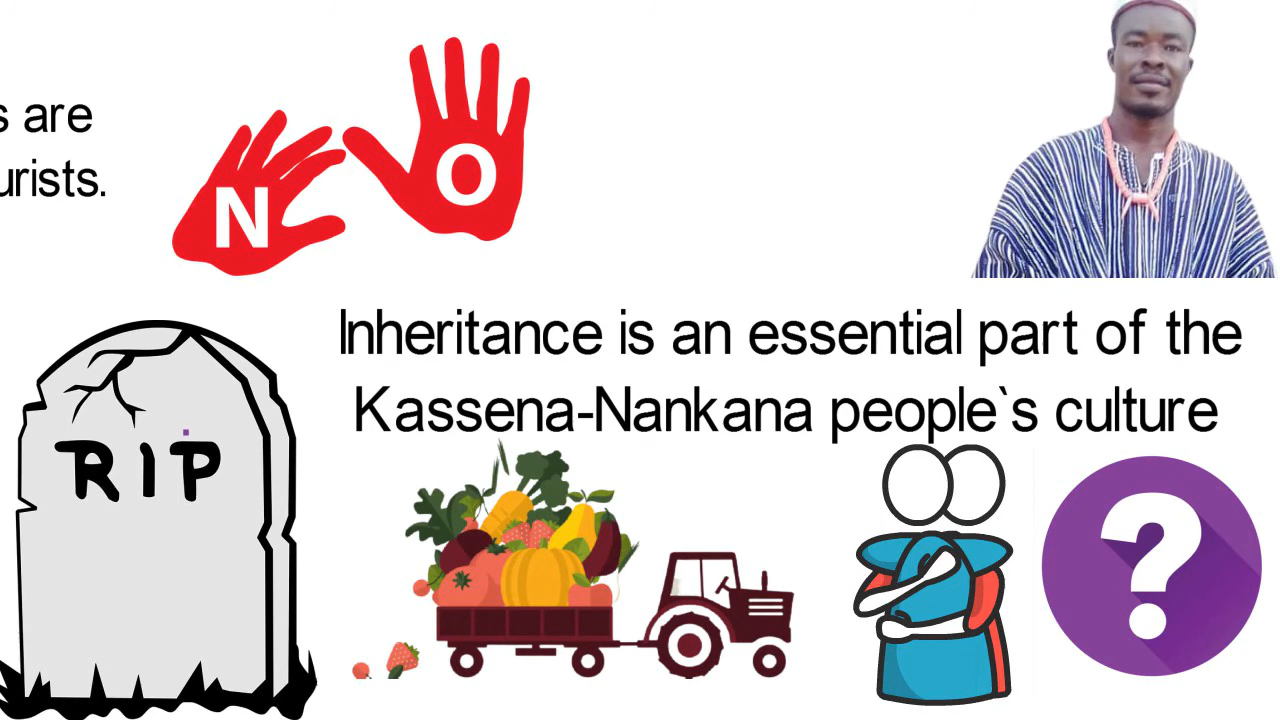 s are
urists.
N O
Inheritance is an essential part of the
Kassena-Nankana people`s culture
RIP
?